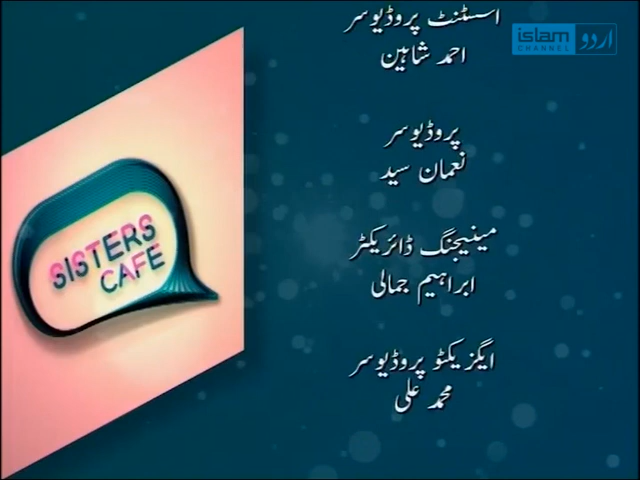 اسسٹنٹ پروڈیوسر
احمد شاہین
پروڈیوسر
نعمان سید
مینیجنگ ڈائریکٹر
ابراہیم جمالی
ایگزیکٹو پروڈیوسر
محمد علی
SISTERS
CAFE
islam
CHANNEL
اردو